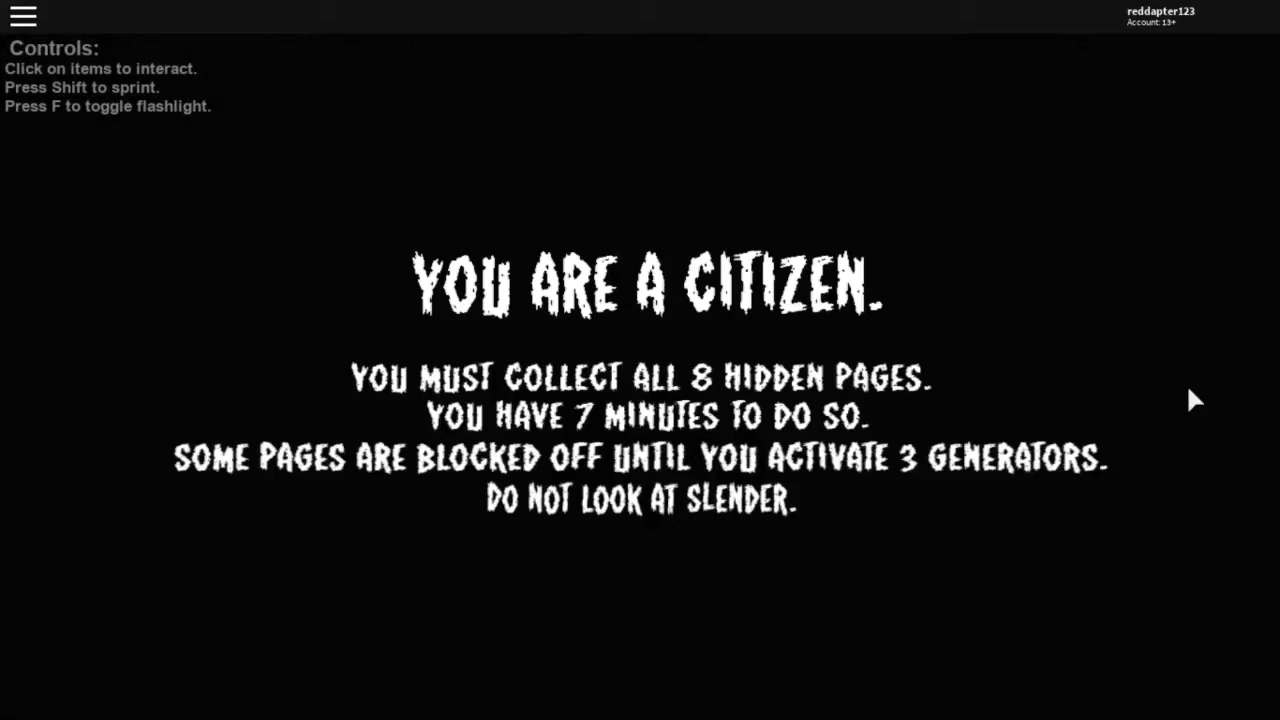 reddapter123
Account: 13+
Controls:
Click on items to interact.
Press Shift to sprint.
Press F to toggle flashlight.
YOU ARE A CITIZEN.
YOU MUST COLLECT ALL 8 HIDDEN PAGES.
YOU HAVE 7 MINUTES TO DO SO.
SOME PAGES ARE BLOCKED OFF UNTIL YOU ACTIVATE 3 GENERATORS.
DO NOT LOOK AT SLENDER.